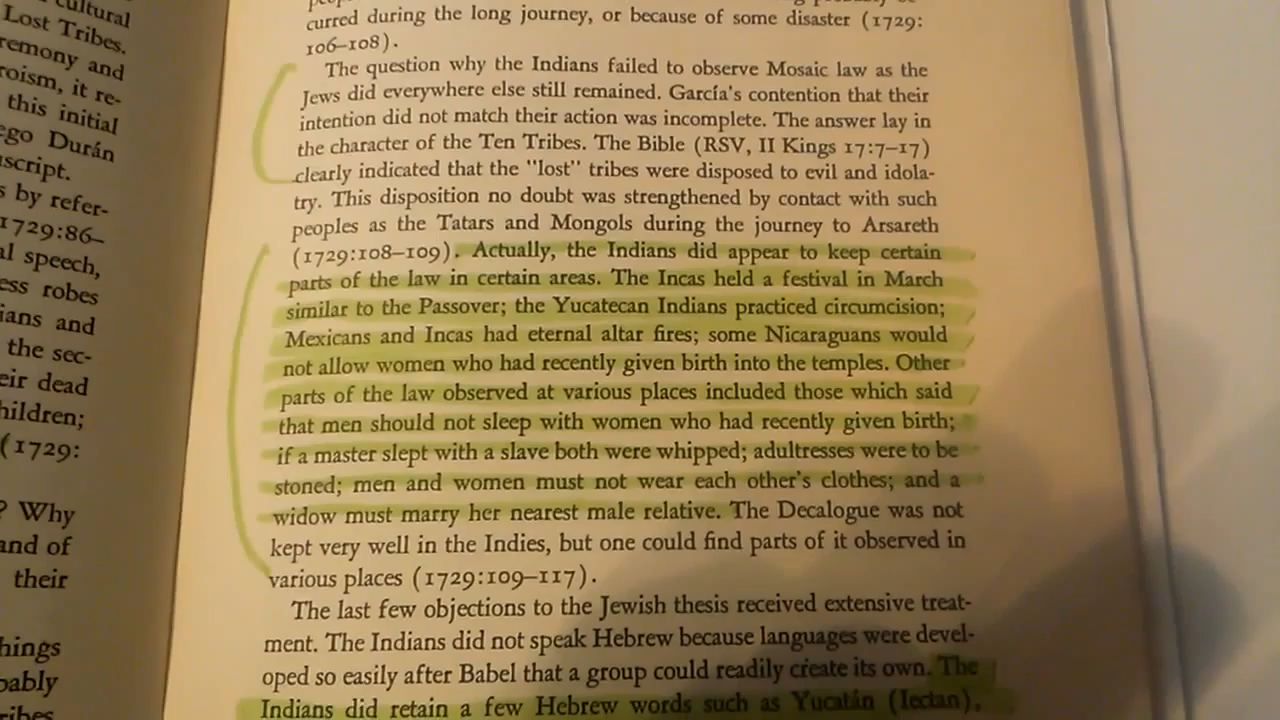 cultural
Lost Tribes.
remony and
roism, it re-
this initial
ego Durán
script.
s by refer-
1729:86–
al speech,
ess robes
ians and
the sec-
eir dead
hildren;
(1729:
? Why
and of
their
hings
bably
ribes
curred during the long journey, or because of some disaster (1729:
106–108).
The question why the Indians failed to observe Mosaic law as the
Jews did everywhere else still remained. García's contention that their
intention did not match their action was incomplete. The answer lay in
the character of the Ten Tribes. The Bible (RSV, II Kings 17:7–17)
clearly indicated that the "lost" tribes were disposed to evil and idola-
try. This disposition no doubt was strengthened by contact with such
peoples as the Tatars and Mongols during the journey to Arsareth
(1729:108–109). Actually, the Indians did appear to keep certain
parts of the law in certain areas. The Incas held a festival in March
similar to the Passover; the Yucatecan Indians practiced circumcision;
Mexicans and Incas had eternal altar fires; some Nicaraguans would
not allow women who had recently given birth into the temples. Other
parts of the law observed at various places included those which said
that men should not sleep with women who had recently given birth;
if a master slept with a slave both were whipped; adultresses were to be
stoned; men and women must not wear each other's clothes; and a
widow must marry her nearest male relative. The Decalogue was not
kept very well in the Indies, but one could find parts of it observed in
various places (1729:109–117).
The last few objections to the Jewish thesis received extensive treat-
ment. The Indians did not speak Hebrew because languages were devel-
oped so easily after Babel that a group could readily create its own. The
Indians did retain a few Hebrew words such as Yucatán (Iectan),